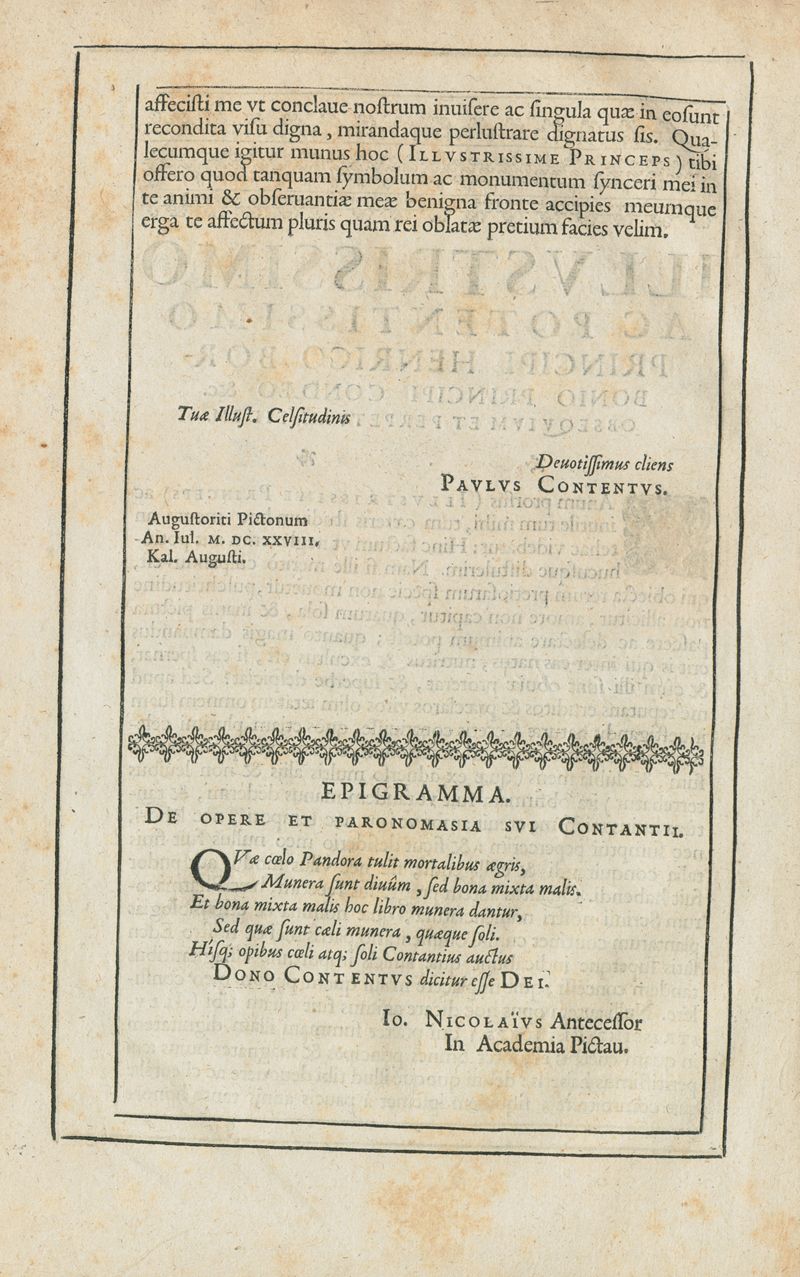 affecisti me vt conclaue nostrum inuisere ac singula quæ in eo sunt
recondita visu digna, mirandaque perlustrare dignatus sis. Qua-
lecumque igitur munus hoc (ILLVSTRISSIME PRINCEPS) tibi
offero quod tanquam symbolum ac monumentum synceri mei in
te animi & obseruantiæ meæ benigna fronte accipies meumque
erga te affectum pluris quam rei oblatæ pretium facies velim.
Tuæ Illust. Celsitudinis
Deuotissimus cliens
PAVLVS CONTENTVS.
Augustoriti Pictonum
An. Iul. M. DC. XXVIII.
Kal. Augusti.
EPIGRAMMA.
DE OPERE ET PARONOMASIA SVI CONTANTII.
QVæ cœlo Pandora tulit mortalibus ægris,
Munera sunt diuûm, sed bona mixta malis.
Et bona mixta malis hoc libro munera dantur,
Sed quæ sunt cæli munera, quæque soli.
Hisq; opibus cœli atq; soli Contantius auctus
DONO CONTENTVS dicitur esse DEI.
Io. NICOLAÏVS Antecessor
In Academia Pictau.